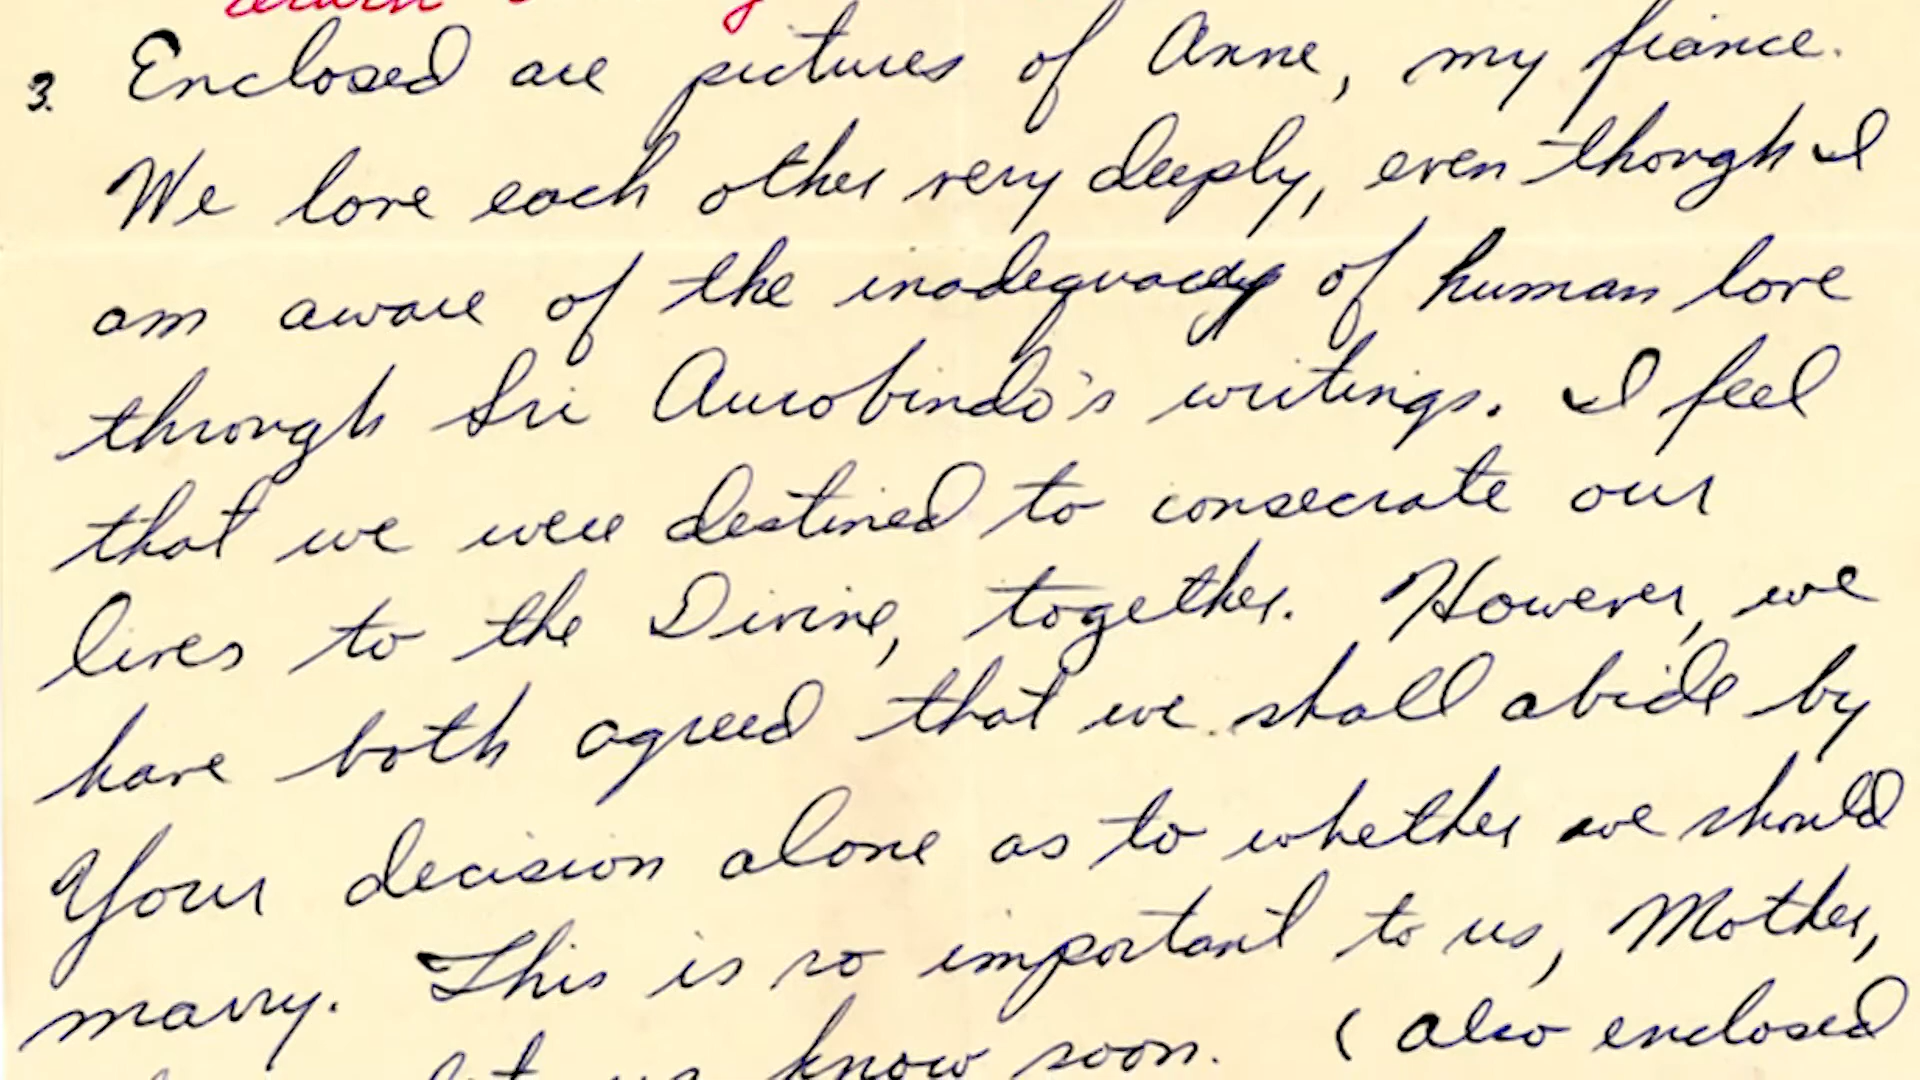 return
3. Enclosed are pictures of Anne, my fiance.
We love each other very deeply, even though I
am aware of the inadequacy of human love
through Sri Aurobindo's writings. I feel
that we were destined to consecrate our
lives to the Divine, together. However, we
have both agreed that we shall abide by
Your decision alone as to whether we should
marry. This is so important to us, Mother,
let us know soon. (also enclosed